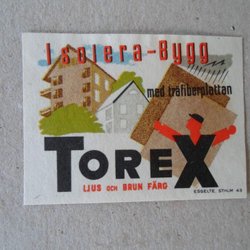 Isolera-Bygg
med träfiberplattan
TOREX
LJUS OCH BRUN FÄRG
ESSELTE, STHLM 43